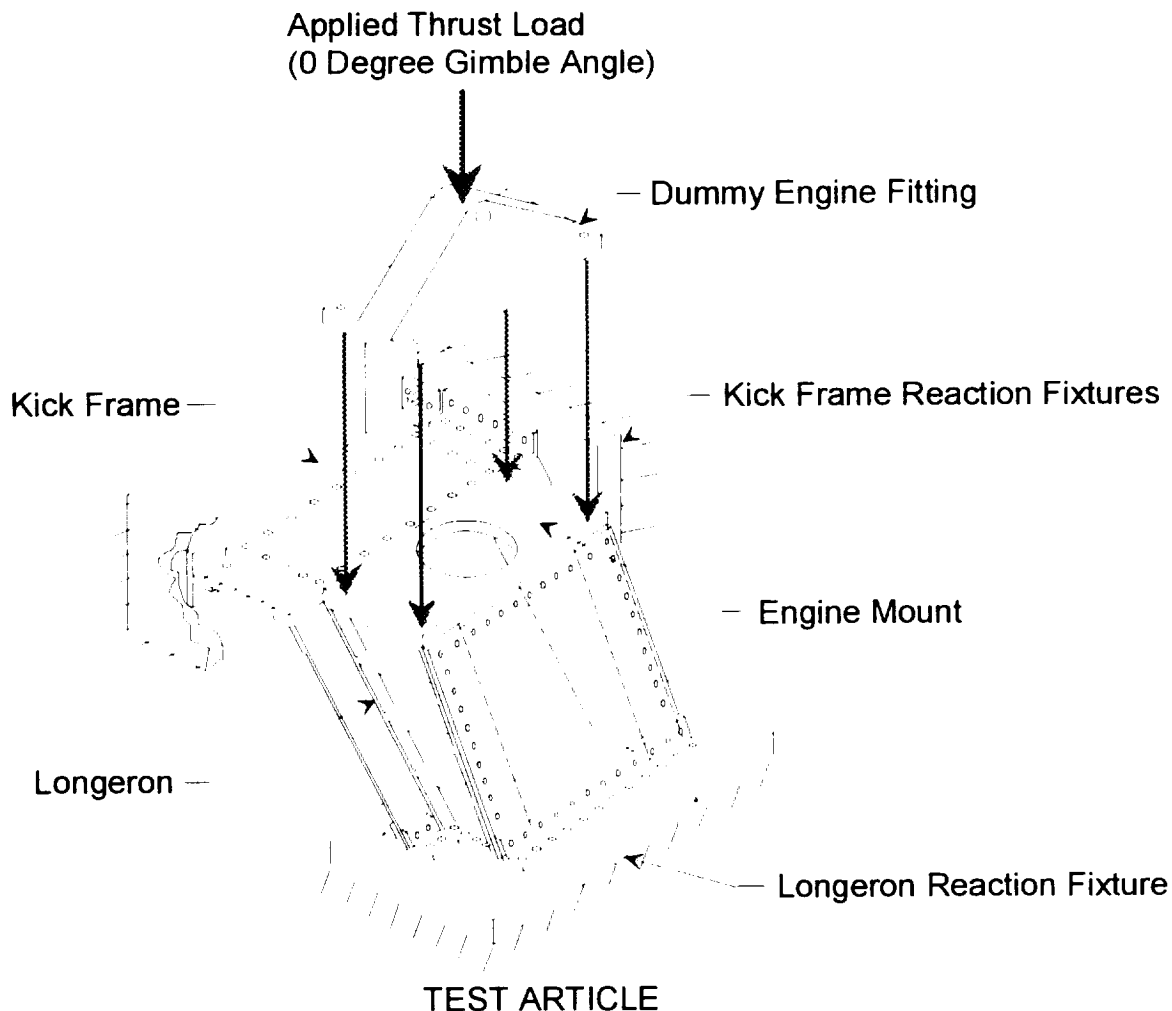 Applied Thrust Load
(0 Degree Gimble Angle)
Dummy Engine Fitting
Kick Frame
Kick Frame Reaction Fixtures
Engine Mount
Longeron
Longeron Reaction Fixture
TEST ARTICLE